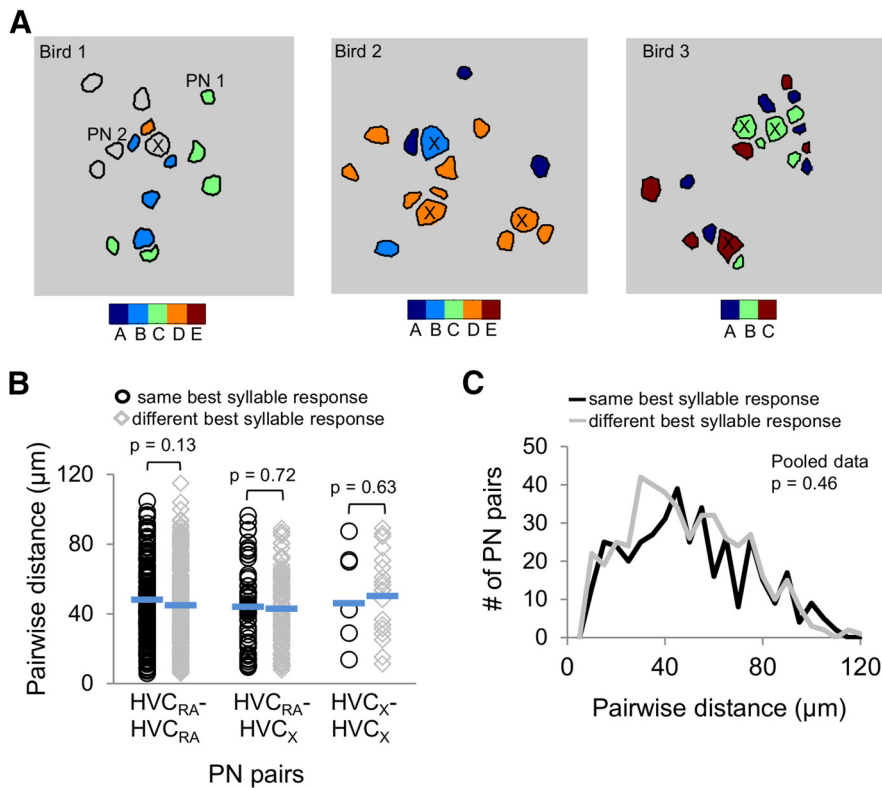 A
Bird 1
PN 1
PN 2
X
A B C D E
Bird 2
X
X
X
A B C D E
Bird 3
X X
X
A B C
B
same best syllable response
different best syllable response
p = 0.13
p = 0.72
p = 0.63
Pairwise distance (µm)
120
80
40
0
HVCRA-
HVCRA
HVCRA-
HVCX
HVCX-
HVCX
PN pairs
C
same best syllable response
different best syllable response
Pooled data
p = 0.46
# of PN pairs
50
40
30
20
10
0
0 40 80 120
Pairwise distance (µm)